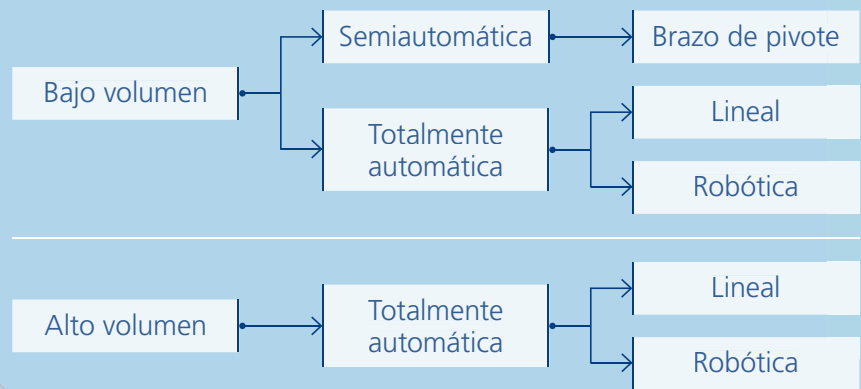 Semiautomática
Brazo de pivote
Bajo volumen
Lineal
Totalmente
automática
Robótica
Alto volumen
Totalmente
automática
Lineal
Robótica